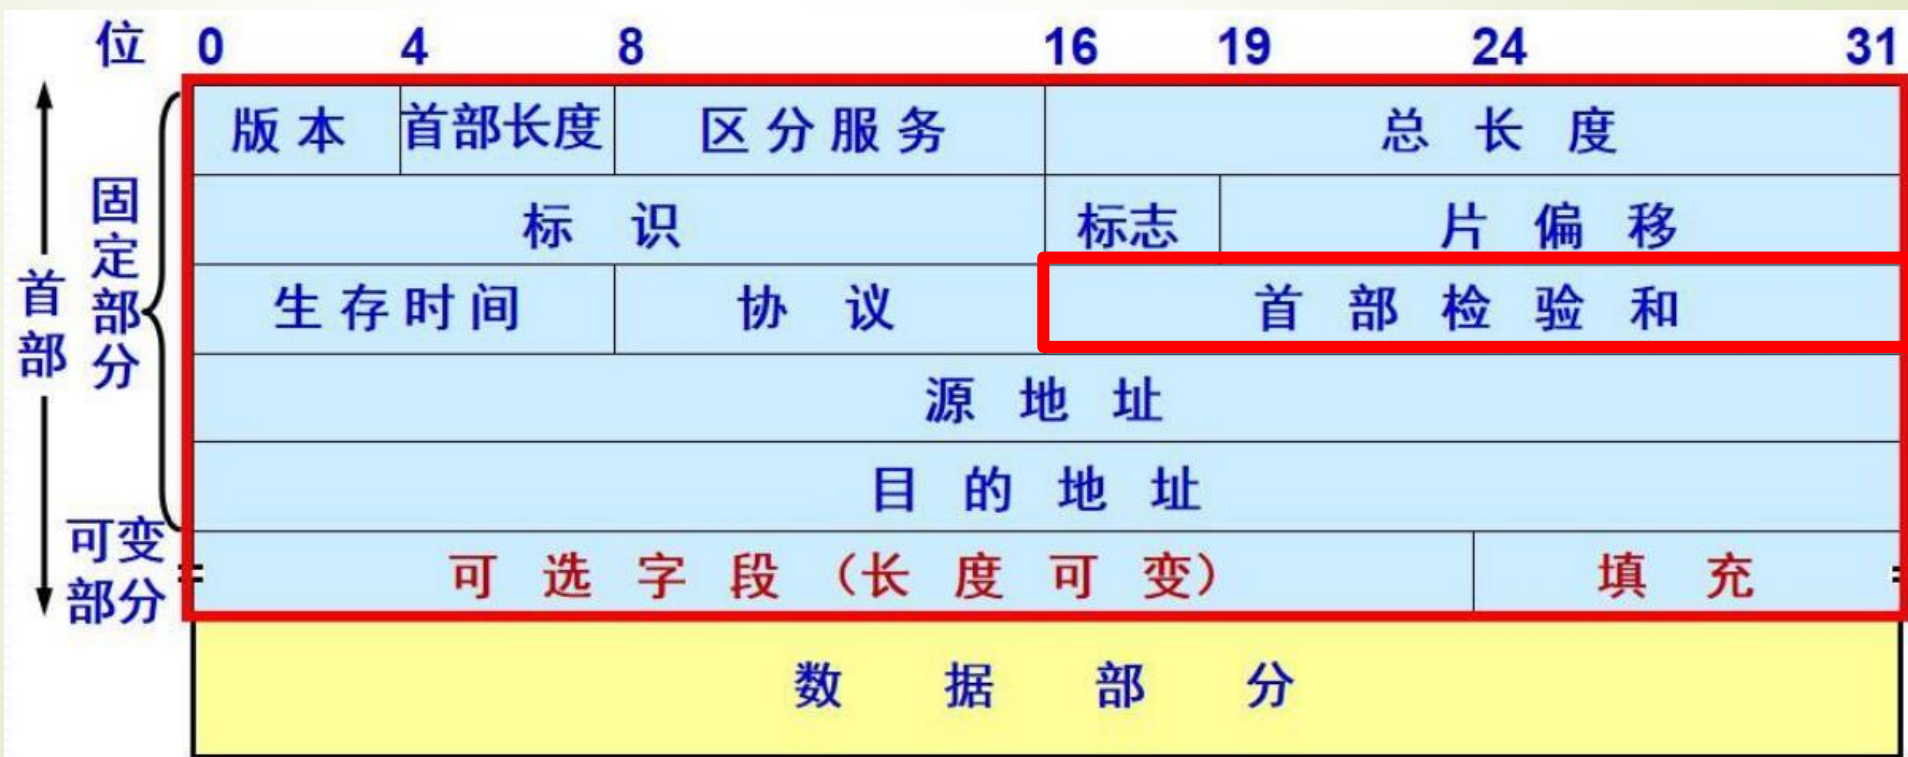 位 0 4 8 16 19 24 31
版本 首部长度 区分服务 总长度
标识 标志 片偏移
生存时间 协议 首部检验和
源地址
目的地址
可选字段（长度可变） 填充
数据部分
首部
固定部分
可变部分